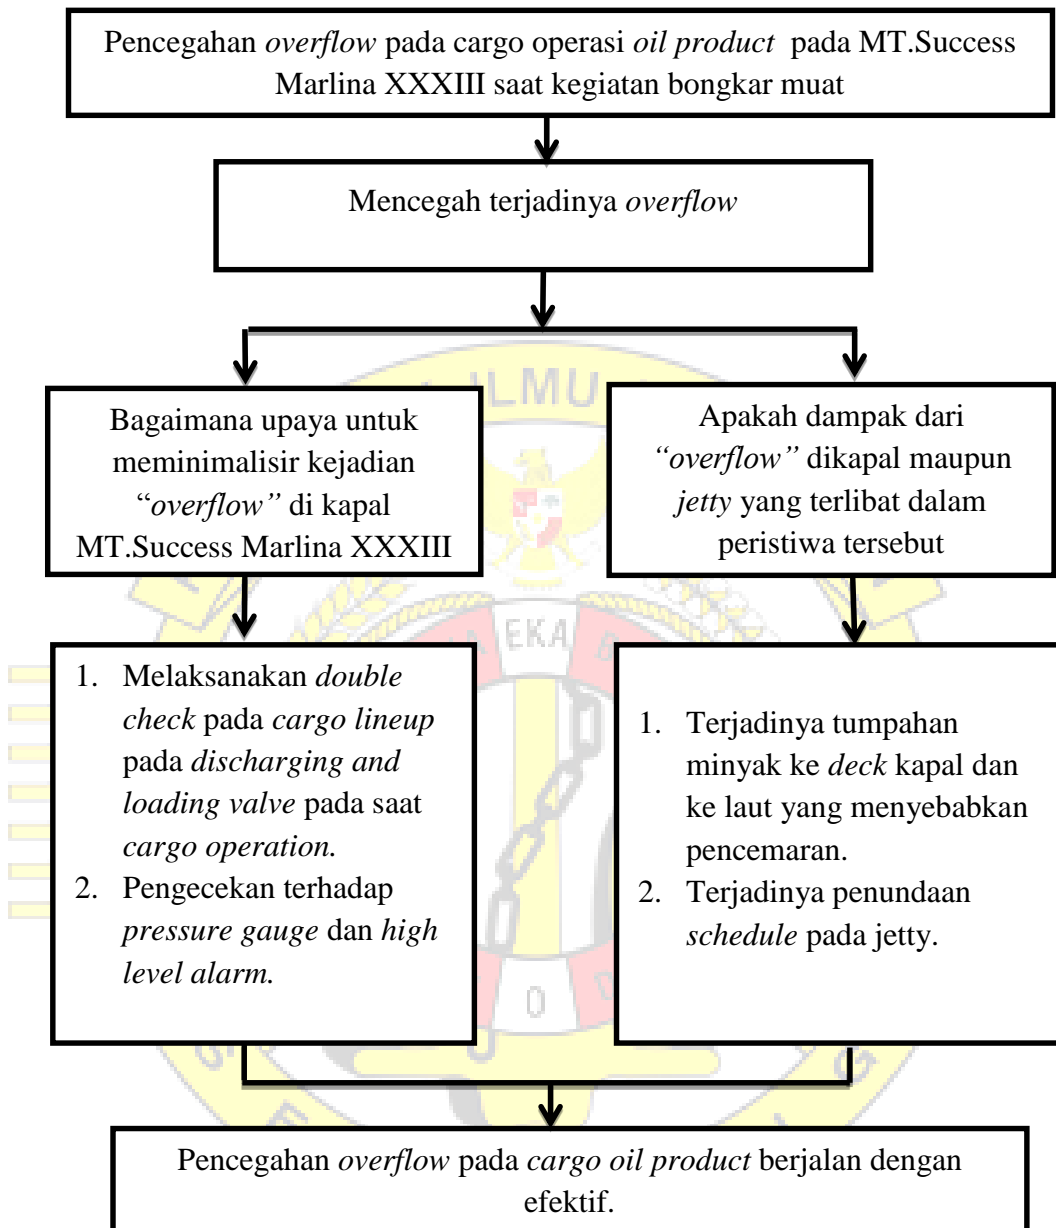 Pencegahan overflow pada cargo operasi oil product pada MT.Success
Marlina XXXIII saat kegiatan bongkar muat
Mencegah terjadinya overflow
Bagaimana upaya untuk
meminimalisir kejadian
“overflow” di kapal
MT.Success Marlina XXXIII
Apakah dampak dari
“overflow” dikapal maupun
jetty yang terlibat dalam
peristiwa tersebut
1. Melaksanakan double
check pada cargo lineup
pada discharging and
loading valve pada saat
cargo operation.
2. Pengecekan terhadap
pressure gauge dan high
level alarm.
1. Terjadinya tumpahan
minyak ke deck kapal dan
ke laut yang menyebabkan
pencemaran.
2. Terjadinya penundaan
schedule pada jetty.
Pencegahan overflow pada cargo oil product berjalan dengan
efektif.
ILMU
EKA